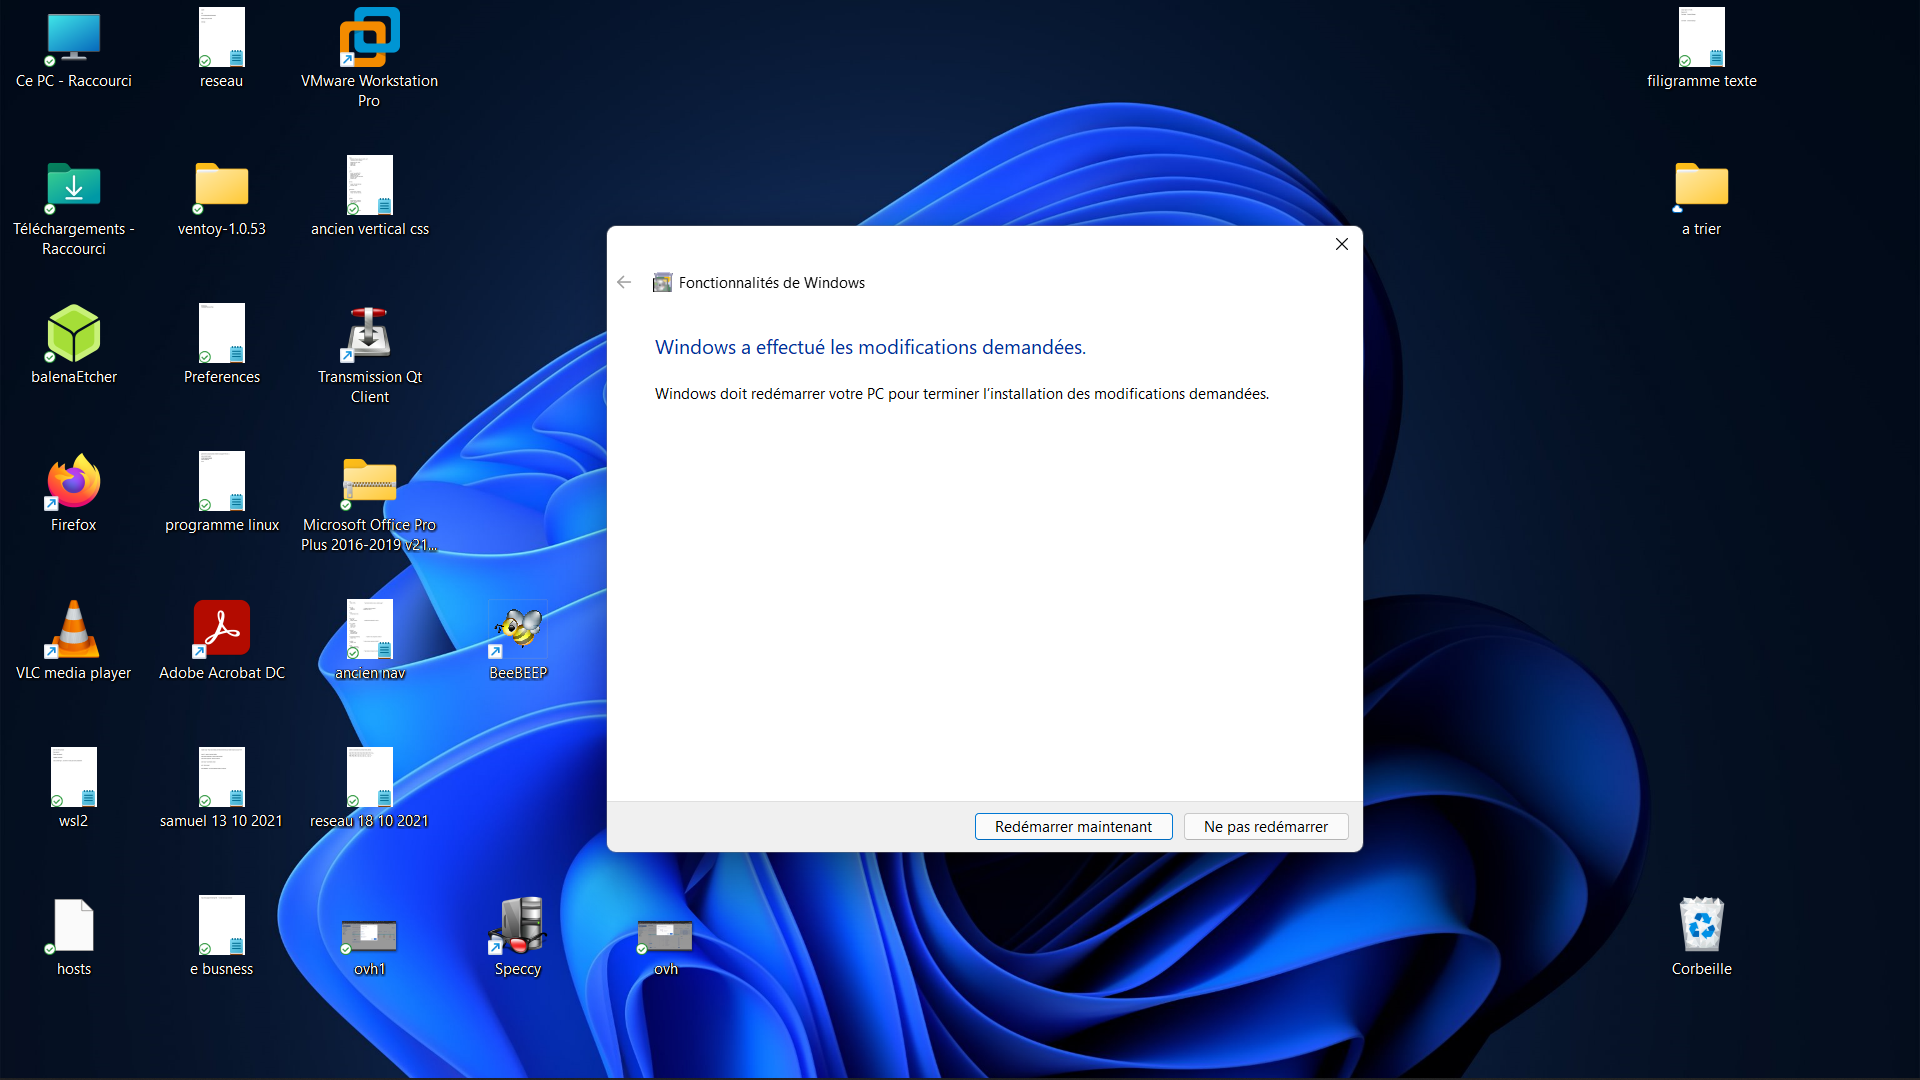 Ce PC - Raccourci
reseau
VMware Workstation
Pro
filigramme texte
Téléchargements -
Raccourci
ventoy-1.0.53
ancien vertical css
a trier
Fonctionnalités de Windows
Windows a effectué les modifications demandées.
Windows doit redémarrer votre PC pour terminer l’installation des modifications demandées.
balenaEtcher
Preferences
Transmission Qt
Client
Firefox
programme linux
Microsoft Office Pro
Plus 2016-2019 v21...
VLC media player
Adobe Acrobat DC
ancien nav
BeeBEEP
wsl2
samuel 13 10 2021
reseau 18 10 2021
Redémarrer maintenant
Ne pas redémarrer
hosts
e busness
ovh1
Speccy
ovh
Corbeille